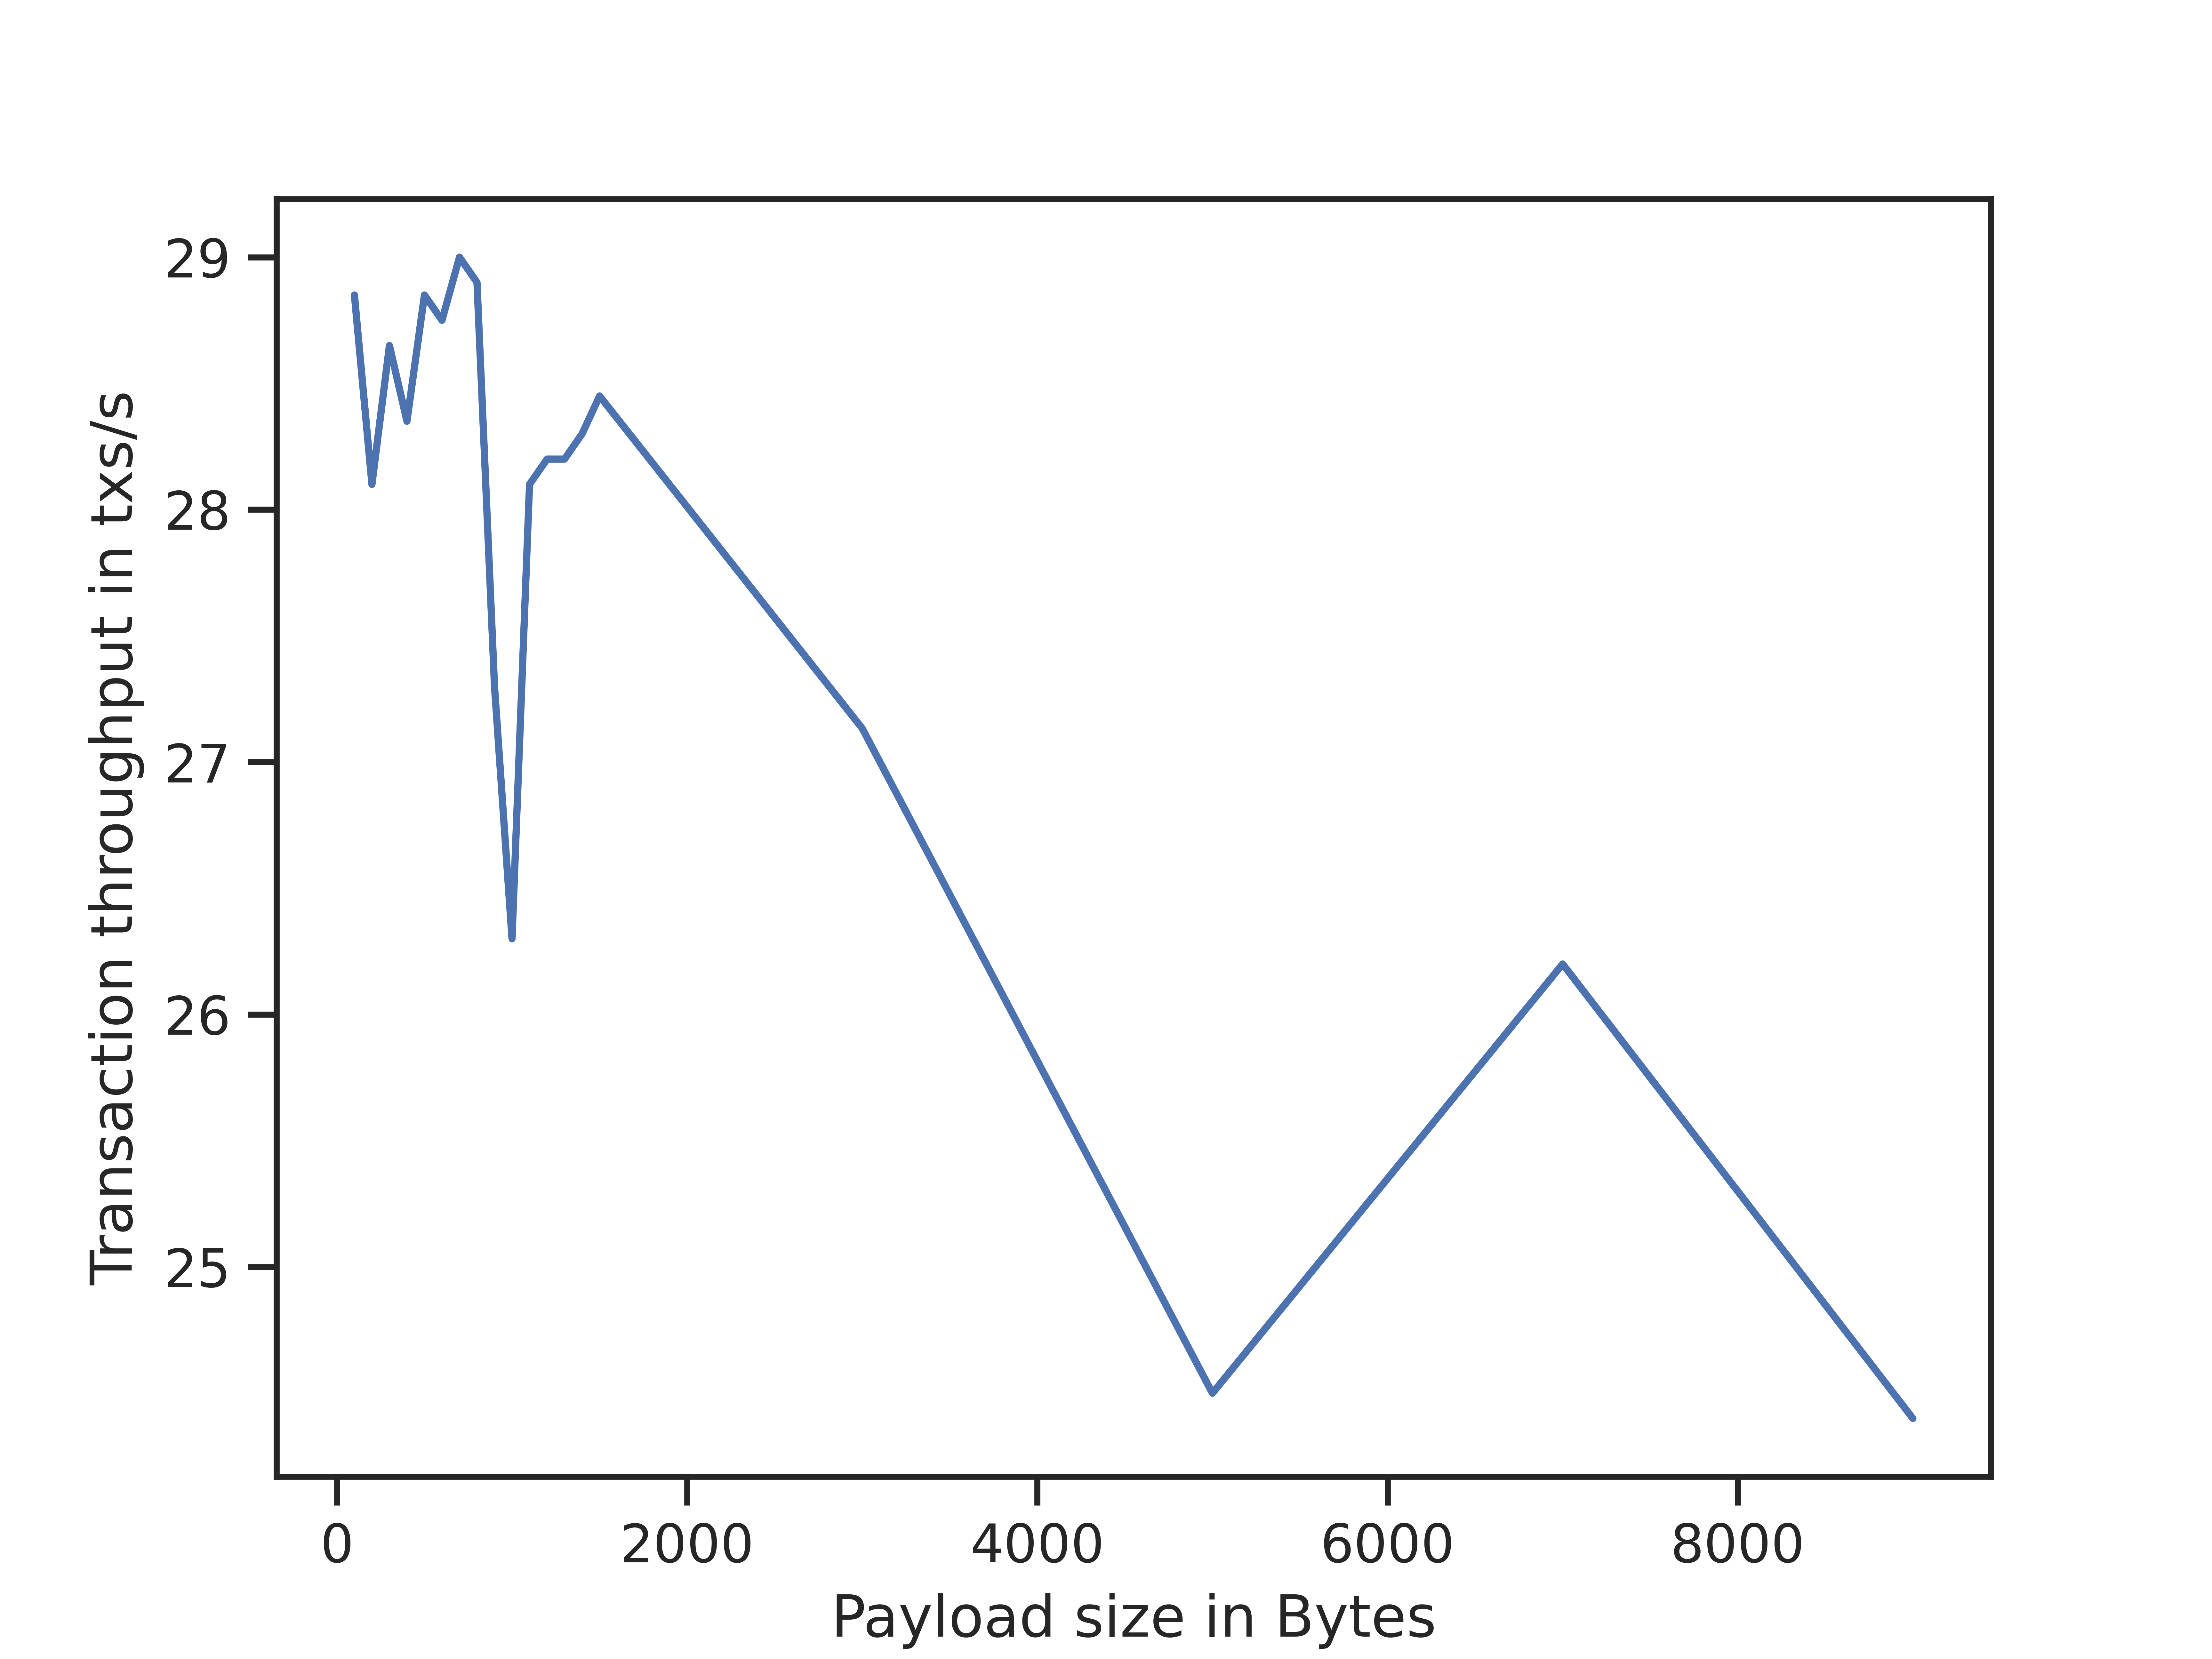 29
28
27
26
25
Transaction throughput in txs/s
0 2000 4000 6000 8000
Payload size in Bytes